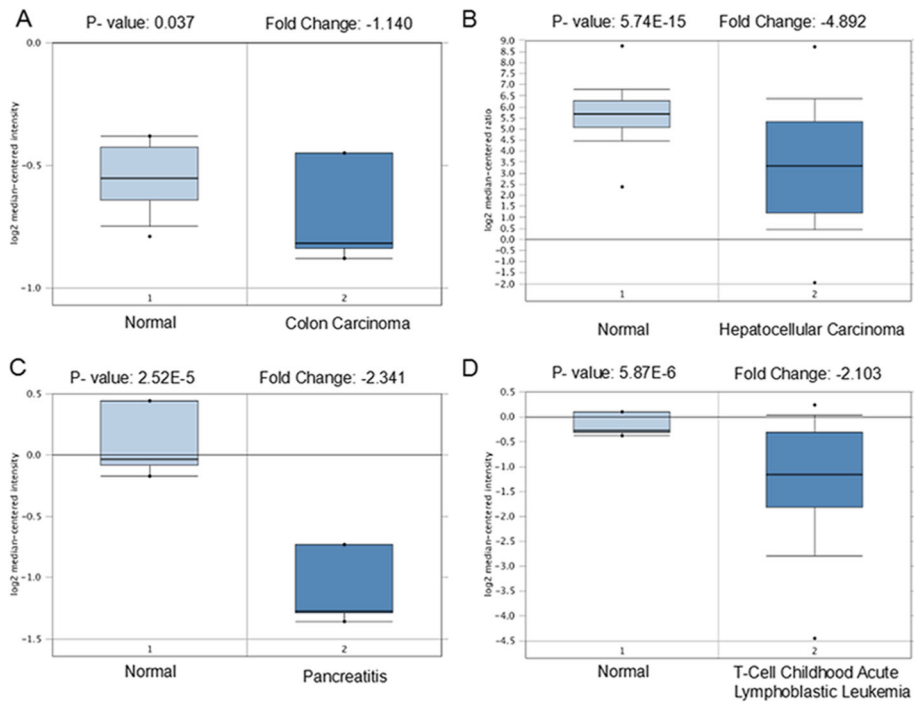 A
P- value: 0.037 Fold Change: -1.140
0.0
-0.5
-1.0
log2 median-centered intensity
1 2
Normal Colon Carcinoma
B
P- value: 5.74E-15 Fold Change: -4.892
9.0
8.5
8.0
7.5
7.0
6.5
6.0
5.5
5.0
4.5
4.0
3.5
3.0
2.5
2.0
1.5
1.0
0.5
0.0
-0.5
-1.0
-1.5
-2.0
log2 median-centered ratio
1 2
Normal Hepatocellular Carcinoma
C
P- value: 2.52E-5 Fold Change: -2.341
0.5
0.0
-0.5
-1.0
-1.5
log2 median-centered intensity
1 2
Normal Pancreatitis
D
P- value: 5.87E-6 Fold Change: -2.103
0.5
0.0
-0.5
-1.0
-1.5
-2.0
-2.5
-3.0
-3.5
-4.0
-4.5
log2 median-centered intensity
1 2
Normal T-Cell Childhood Acute
Lymphoblastic Leukemia